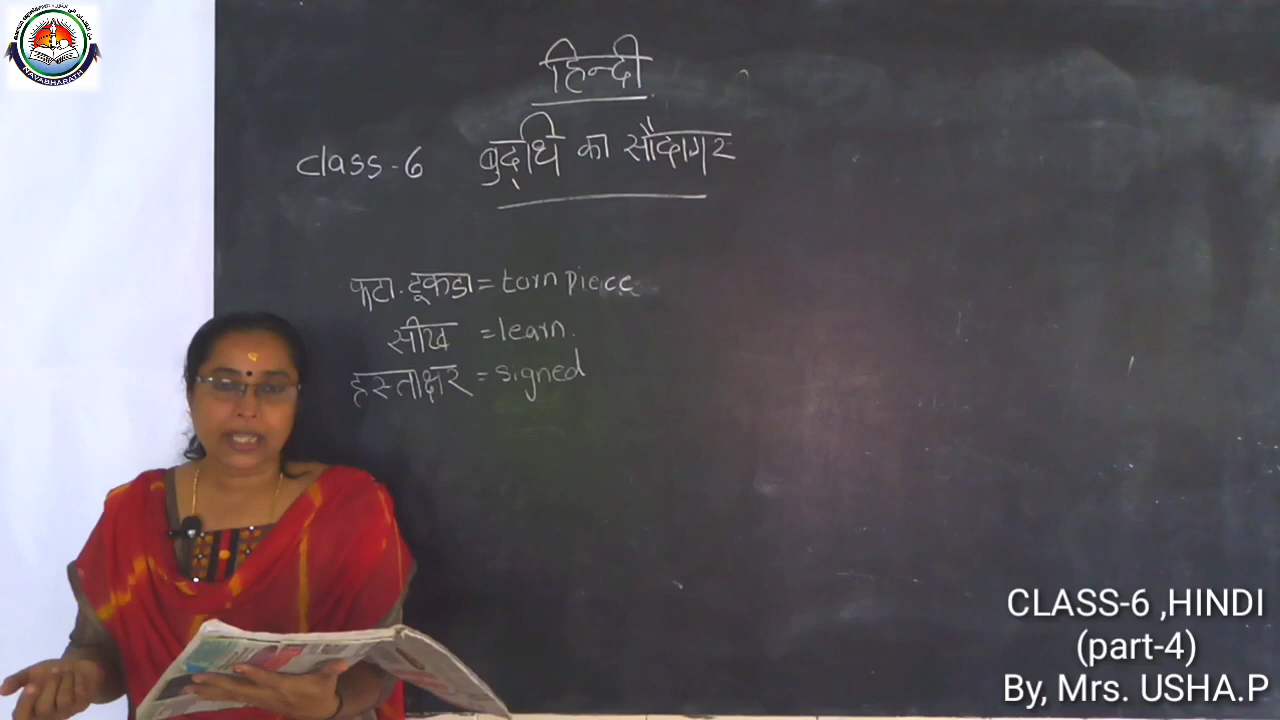 NAVABHARATH
हिन्दी
class-6 बुद्धि का सौदागर
फटा.टूकडा = torn piece
सीख = learn.
हस्ताक्षर = signed
CLASS-6 ,HINDI
(part-4)
By, Mrs. USHA.P